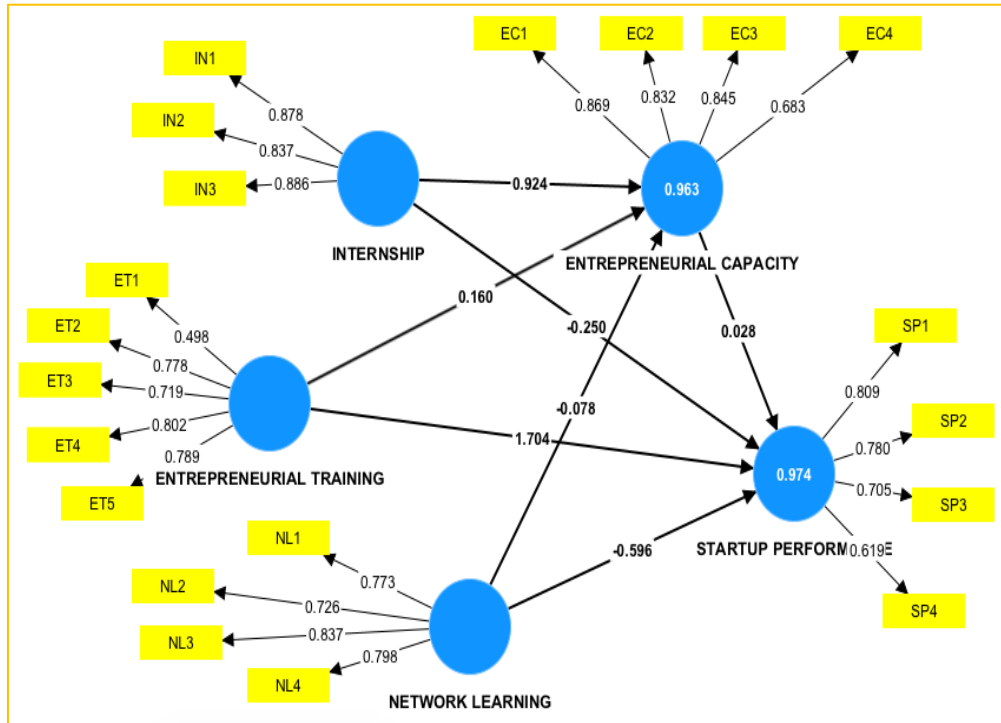 EC1
EC2
EC3
EC4
IN1
0.878
IN2
0.837
IN3
0.886
0.869
0.832
0.845
0.683
0.924
0.963
INTERNSHIP
ENTREPRENEURIAL CAPACITY
ET1
0.498
ET2
0.778
ET3
0.719
ET4
0.802
ET5
0.789
ENTREPRENEURIAL TRAINING
0.160
-0.250
0.028
-0.078
1.704
SP1
0.809
SP2
0.780
SP3
0.705
SP4
0.619
0.974
STARTUP PERFORM E
-0.596
NL1
0.773
NL2
0.726
NL3
0.837
NL4
0.798
NETWORK LEARNING